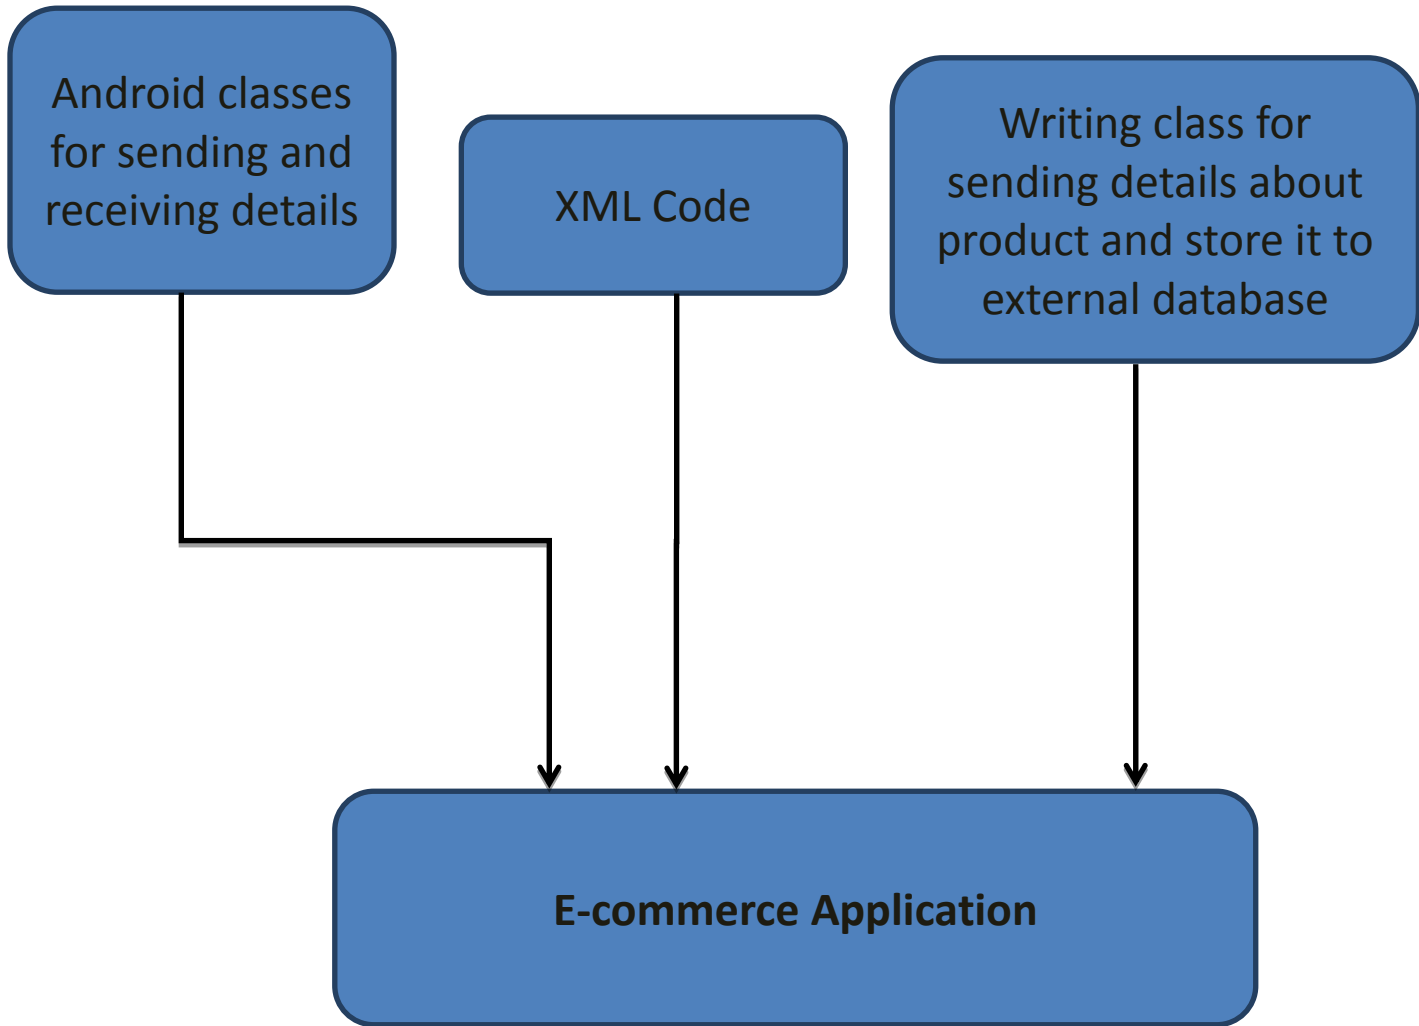 Android classes
for sending and
receiving details
XML Code
Writing class for
sending details about
product and store it to
external database
E-commerce Application